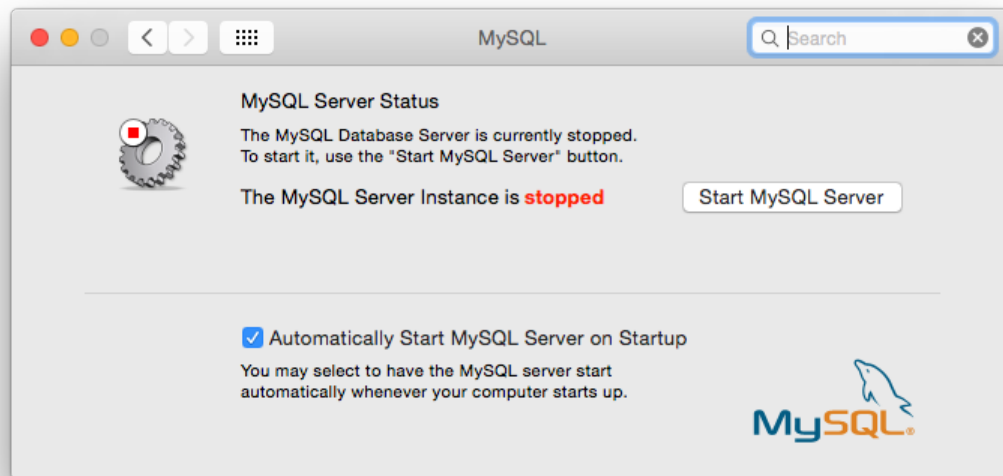 MySQL
Search
MySQL Server Status
The MySQL Database Server is currently stopped.
To start it, use the "Start MySQL Server" button.
The MySQL Server Instance is stopped
Start MySQL Server
Automatically Start MySQL Server on Startup
You may select to have the MySQL server start
automatically whenever your computer starts up.
MySQL®